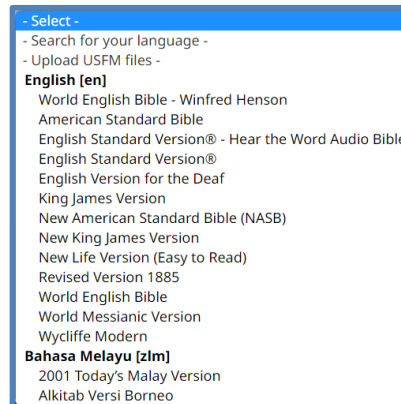 - Select -
- Search for your language -
- Upload USFM files -
English [en]
World English Bible - Winfred Henson
American Standard Bible
English Standard Version® - Hear the Word Audio Bible
English Standard Version®
English Version for the Deaf
King James Version
New American Standard Bible (NASB)
New King James Version
New Life Version (Easy to Read)
Revised Version 1885
World English Bible
World Messianic Version
Wycliffe Modern
Bahasa Melayu [zlm]
2001 Today’s Malay Version
Alkitab Versi Borneo